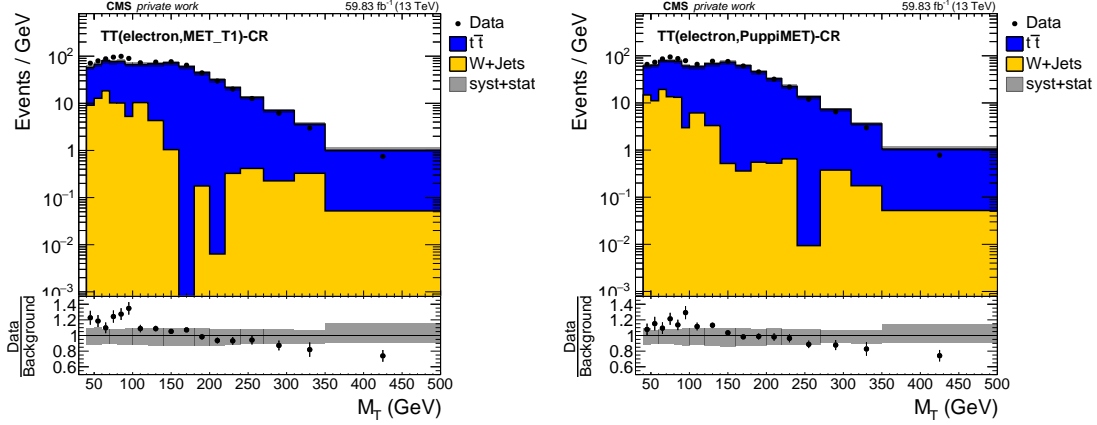 CMS private work 59.83 fb⁻¹ (13 TeV)
TT(electron,MET_T1)-CR
Events / GeV
10²
10
1
10⁻¹
10⁻²
10⁻³
Data
tt̅
W+Jets
syst+stat
Data
Background
1.4
1.2
1
0.8
0.6
50 100 150 200 250 300 350 400 450 500
M_T (GeV)
CMS private work 59.83 fb⁻¹ (13 TeV)
TT(electron,PuppiMET)-CR
Events / GeV
10²
10
1
10⁻¹
10⁻²
10⁻³
Data
tt̅
W+Jets
syst+stat
Data
Background
1.4
1.2
1
0.8
0.6
50 100 150 200 250 300 350 400 450 500
M_T (GeV)